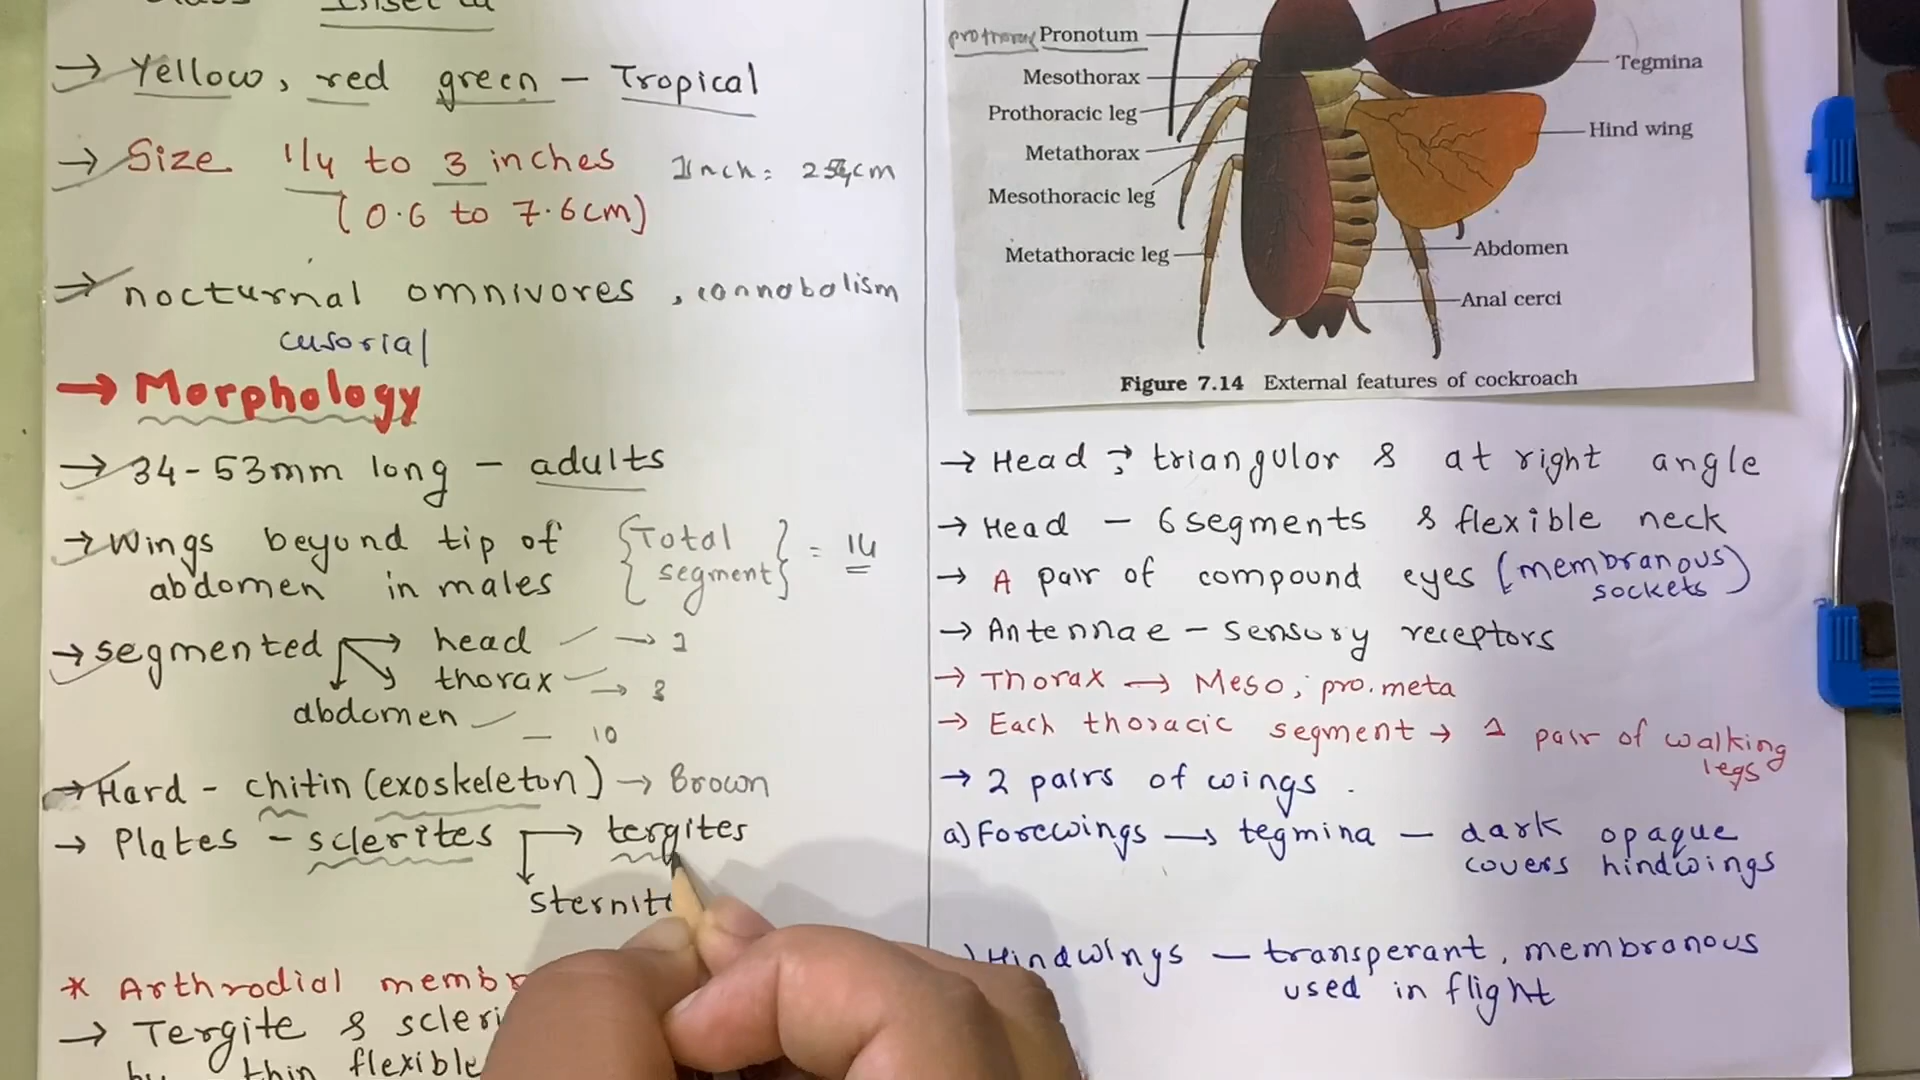 Yellow, red green - Tropical
→ Size 1/4 to 3 inches
(0.6 to 7.6cm)
→ nocturnal omnivores , connobolism
cusorial
→ Morphology
→ 34-53mm long - adults
→ Wings beyond tip of
abdomen in males
{Total
segment} = 14
→ segmented → head → 1
thorax → 3
abdomen — 10
→ Hard - chitin (exoskeleton) → Brown
→ Plates - sclerites → tergites
* Arthrodial
→ Tergite &
thin flexible
Pronotum
Mesothorax
Prothoracic leg
Metathorax
Mesothoracic leg
Metathoracic leg
Tegmina
Hind wing
Abdomen
Anal cerci
Figure 7.14 External features of cockroach
→ Head → triangulor & at right angle
→ Head - 6 segments & flexible neck
→ A pair of compound eyes (membranous
sockets)
→ Antennae - sensory receptors
→ Thorax → Meso, pro. meta
→ Each thoracic segment → 1 pair of walking
legs
→ 2 pairs of wings .
a) Forewings → tegmina - dark opaque
covers hindwings
Hindwings - transperant, membranous
used in flight